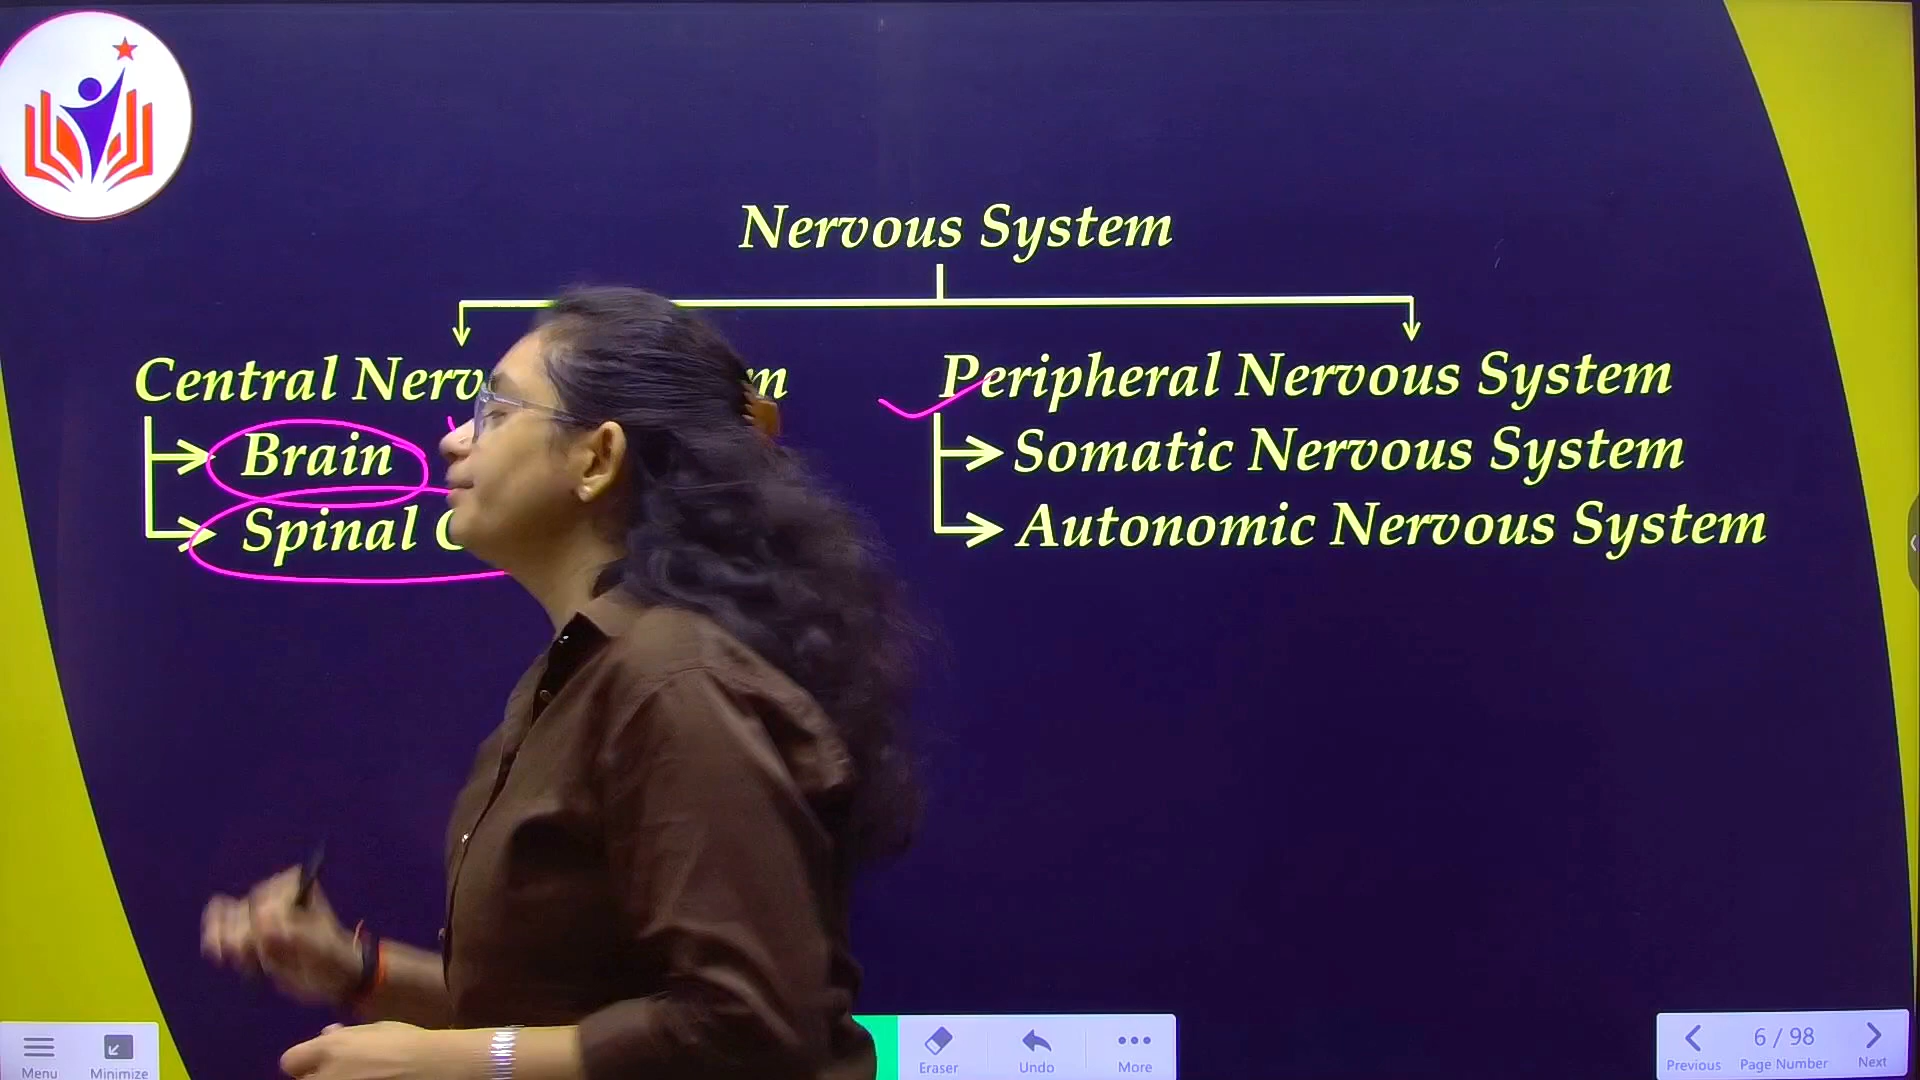 Nervous System
Central Peripheral Nervous System
Brain
Somatic Nervous System
Spinal
Autonomic Nervous System
Menu
Minimize
Eraser
Undo
More
Previous
6 / 98
Page Number
Next